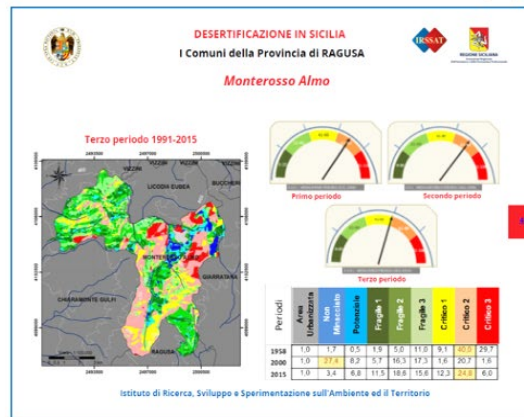 DESERTIFICAZIONE IN SICILIA
I Comuni della Provincia di RAGUSA
Monterosso Almo
IRSSAT
REGIONE SICILIANA
Terzo periodo 1991-2015
VIZZINI VIZZINI VIZZINI
BUCCHERI
LICODIA EUBEA
MONTEROSSO ALMO
GIARRATANA
CHIARAMONTE GULFI
RAGUSA
Primo periodo
Secondo periodo
Terzo periodo
Periodi Area Urbanizzata Non Minacciato Potenziale Fragile 1 Fragile 2 Fragile 3 Critico 1 Critico 2 Critico 3
1958 1,0 1,7 0,5 1,9 5,0 11,0 9,1 40,0 29,7
2000 1,0 27,4 8,2 5,7 16,3 17,3 1,6 20,7 1,6
2015 1,0 3,4 6,8 11,5 18,6 15,6 12,3 24,8 6,0
Istituto di Ricerca, Sviluppo e Sperimentazione sull'Ambiente ed il Territorio